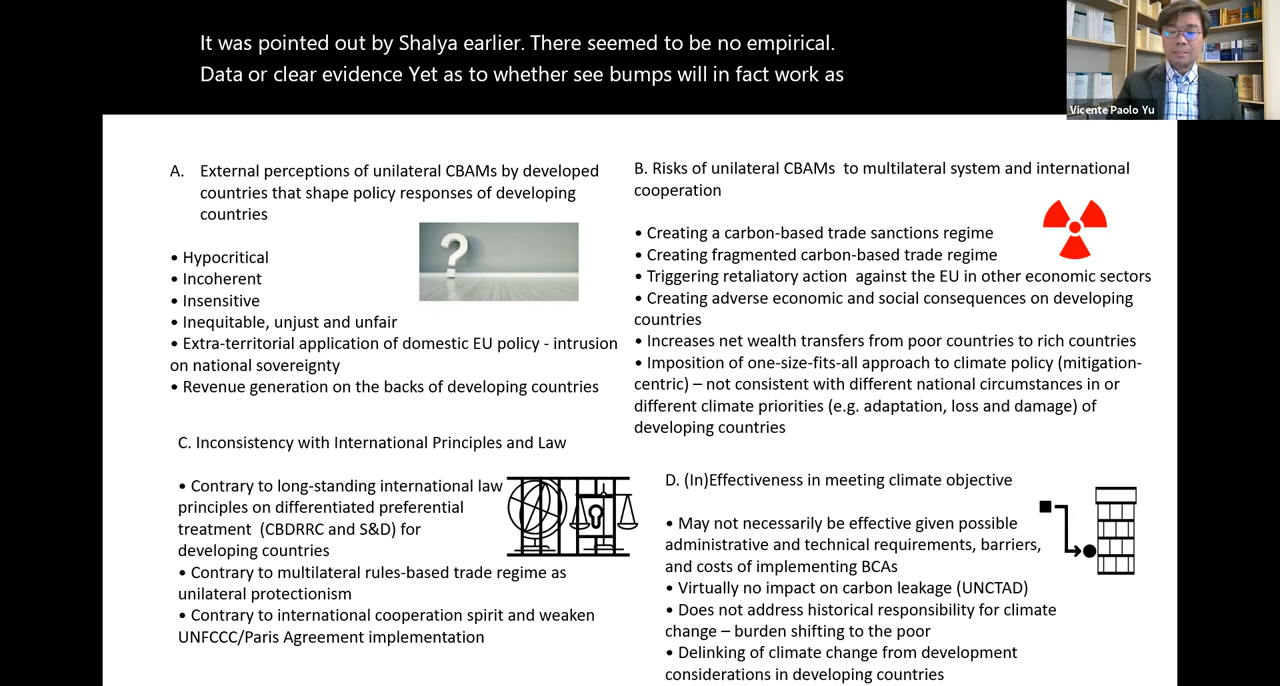 It was pointed out by Shalya earlier. There seemed to be no empirical.
Data or clear evidence Yet as to whether see bumps will in fact work as
Vicente Paolo Yu
A. External perceptions of unilateral CBAMs by developed
countries that shape policy responses of developing
countries
• Hypocritical
• Incoherent
• Insensitive
• Inequitable, unjust and unfair
• Extra-territorial application of domestic EU policy - intrusion
on national sovereignty
• Revenue generation on the backs of developing countries
B. Risks of unilateral CBAMs to multilateral system and international
cooperation
• Creating a carbon-based trade sanctions regime
• Creating fragmented carbon-based trade regime
• Triggering retaliatory action against the EU in other economic sectors
• Creating adverse economic and social consequences on developing
countries
• Increases net wealth transfers from poor countries to rich countries
• Imposition of one-size-fits-all approach to climate policy (mitigation-
centric) – not consistent with different national circumstances in or
different climate priorities (e.g. adaptation, loss and damage) of
developing countries
C. Inconsistency with International Principles and Law
• Contrary to long-standing international law
principles on differentiated preferential
treatment (CBDRRC and S&D) for
developing countries
• Contrary to multilateral rules-based trade regime as
unilateral protectionism
• Contrary to international cooperation spirit and weaken
UNFCCC/Paris Agreement implementation
D. (In)Effectiveness in meeting climate objective
• May not necessarily be effective given possible
administrative and technical requirements, barriers,
and costs of implementing BCAs
• Virtually no impact on carbon leakage (UNCTAD)
• Does not address historical responsibility for climate
change – burden shifting to the poor
• Delinking of climate change from development
considerations in developing countries